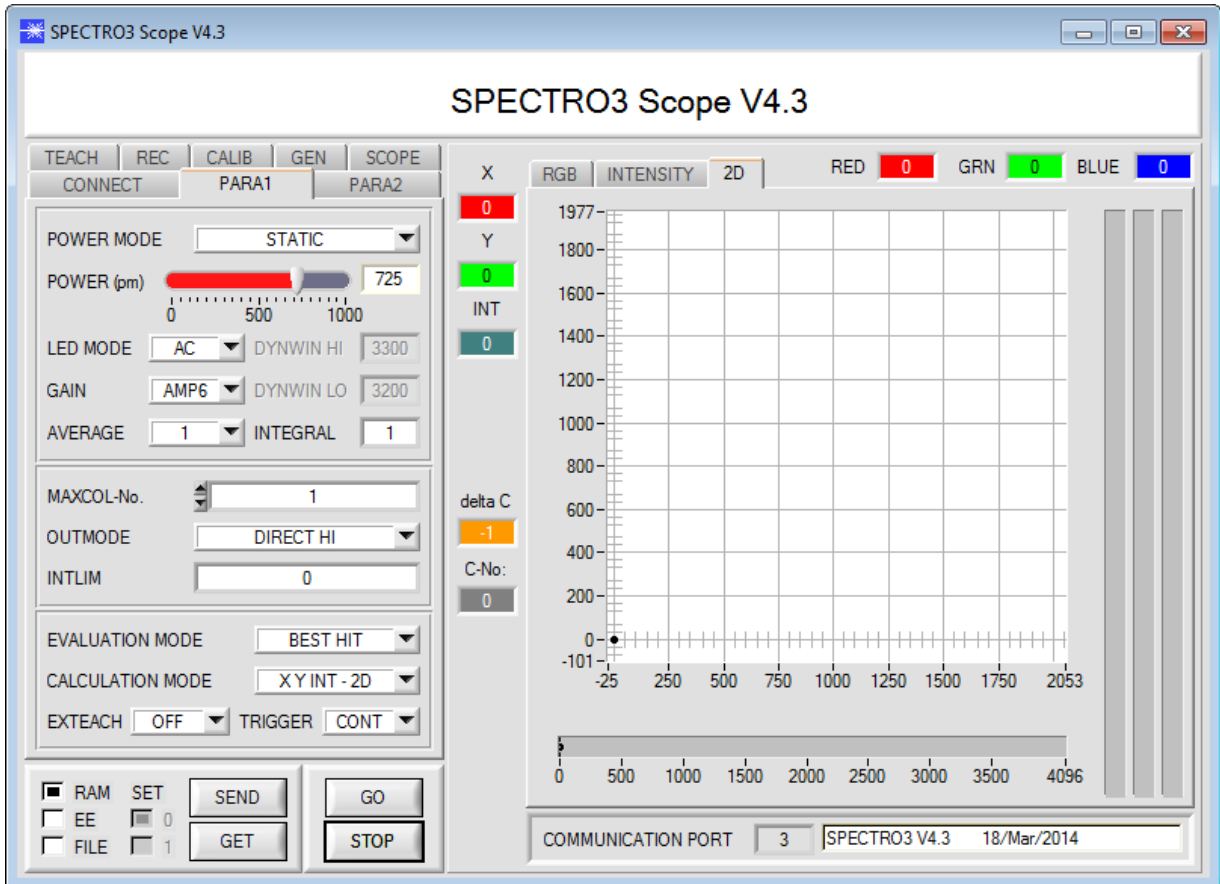 SPECTRO3 Scope V4.3
SPECTRO3 Scope V4.3
TEACH REC CALIB GEN SCOPE
CONNECT PARA1 PARA2
POWER MODE STATIC
POWER (pm) 725
0 500 1000
LED MODE AC DYNWIN HI 3300
GAIN AMP6 DYNWIN LO 3200
AVERAGE 1 INTEGRAL 1
MAXCOL-No. 1
OUTMODE DIRECT HI
INTLIM 0
EVALUATION MODE BEST HIT
CALCULATION MODE X Y INT - 2D
EXTEACH OFF TRIGGER CONT
RAM SET SEND GO
EE 0
FILE 1 GET STOP
X
0
Y
0
INT
0
delta C
-1
C-No:
0
RGB INTENSITY 2D RED 0 GRN 0 BLUE 0
1977
1800
1600
1400
1200
1000
800
600
400
200
0
-101
-25 250 500 750 1000 1250 1500 1750 2053
0 500 1000 1500 2000 2500 3000 3500 4096
COMMUNICATION PORT 3 SPECTRO3 V4.3 18/Mar/2014